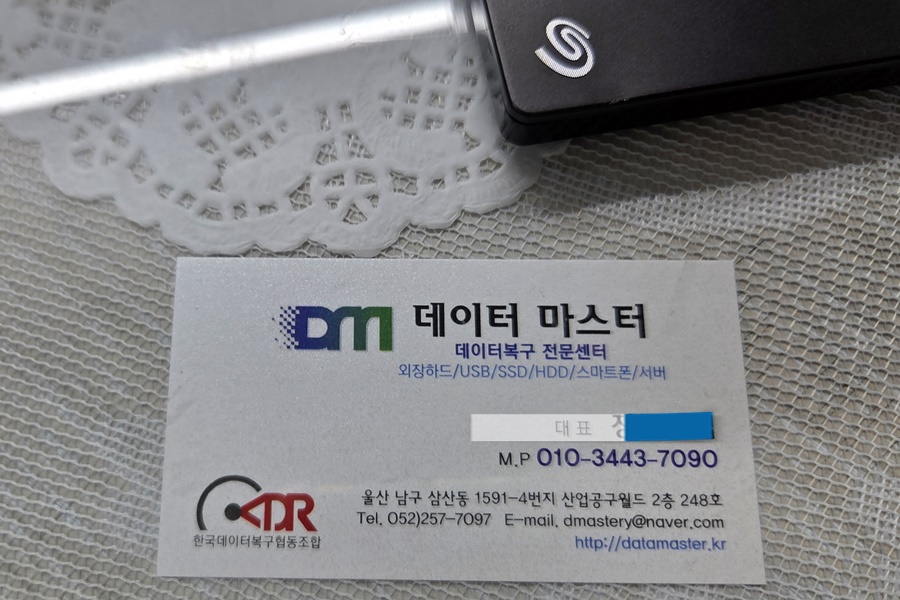 DM 데이터 마스터
데이터복구 전문센터
외장하드/USB/SSD/HDD/스마트폰/서버
대표
M.P 010-3443-7090
울산 남구 삼산동 1591-4번지 산업공구월드 2층 248호
Tel. 052)257-7097 E-mail. dmastery@naver.com
http://datamaster.kr
KDR
한국데이터복구협동조합